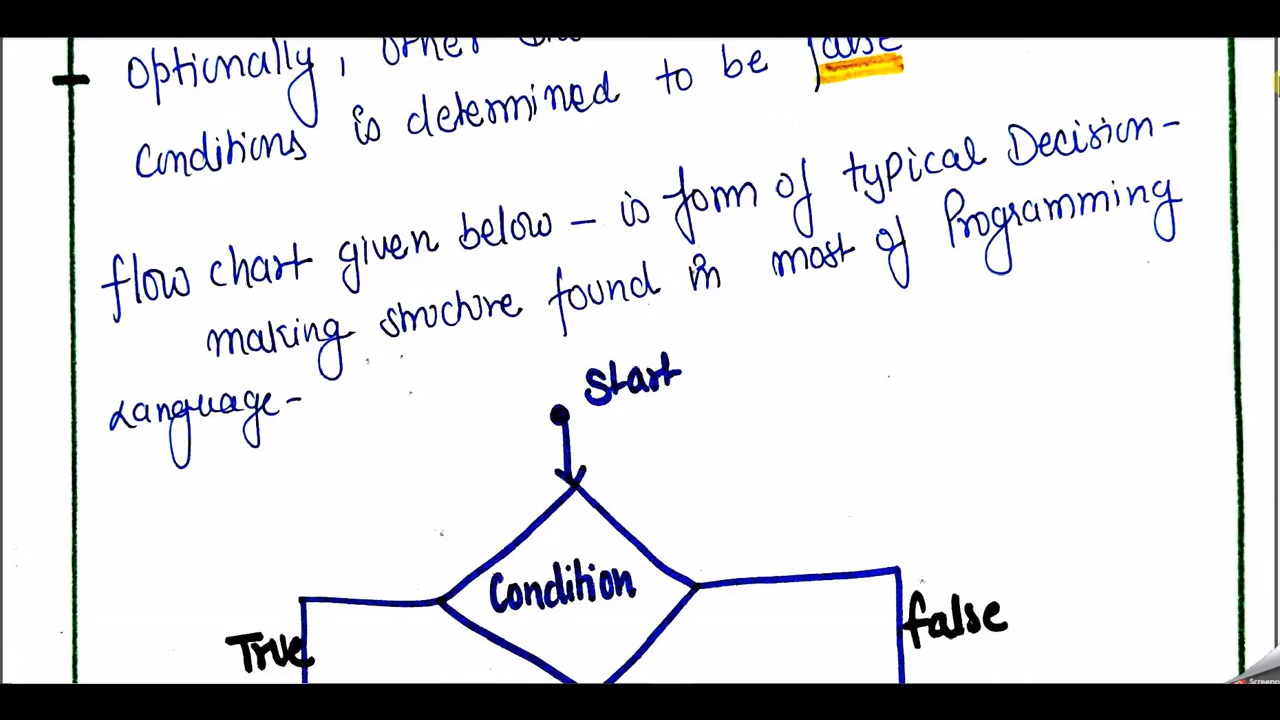 Optionally, other
conditions is determined to be false
flow chart given below - is form of typical Decision-
making structure found in most of Programming
Language-
Start
Condition
True
false